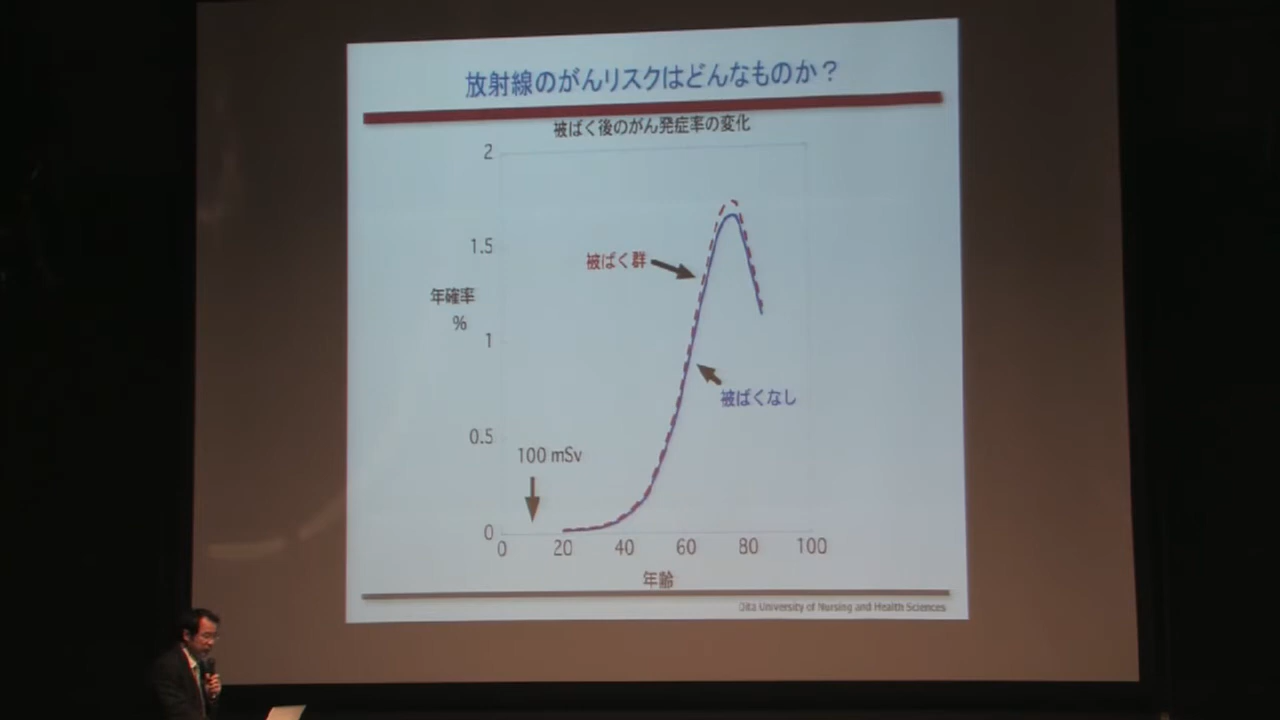 放射線のがんリスクはどんなものか？
被ばく後のがん発症率の変化
2
1.5
被ばく群
年確率
%
1
被ばくなし
0.5
100 mSv
0
0
20
40
60
80
100
年齢
Oita University of Nursing and Health Sciences